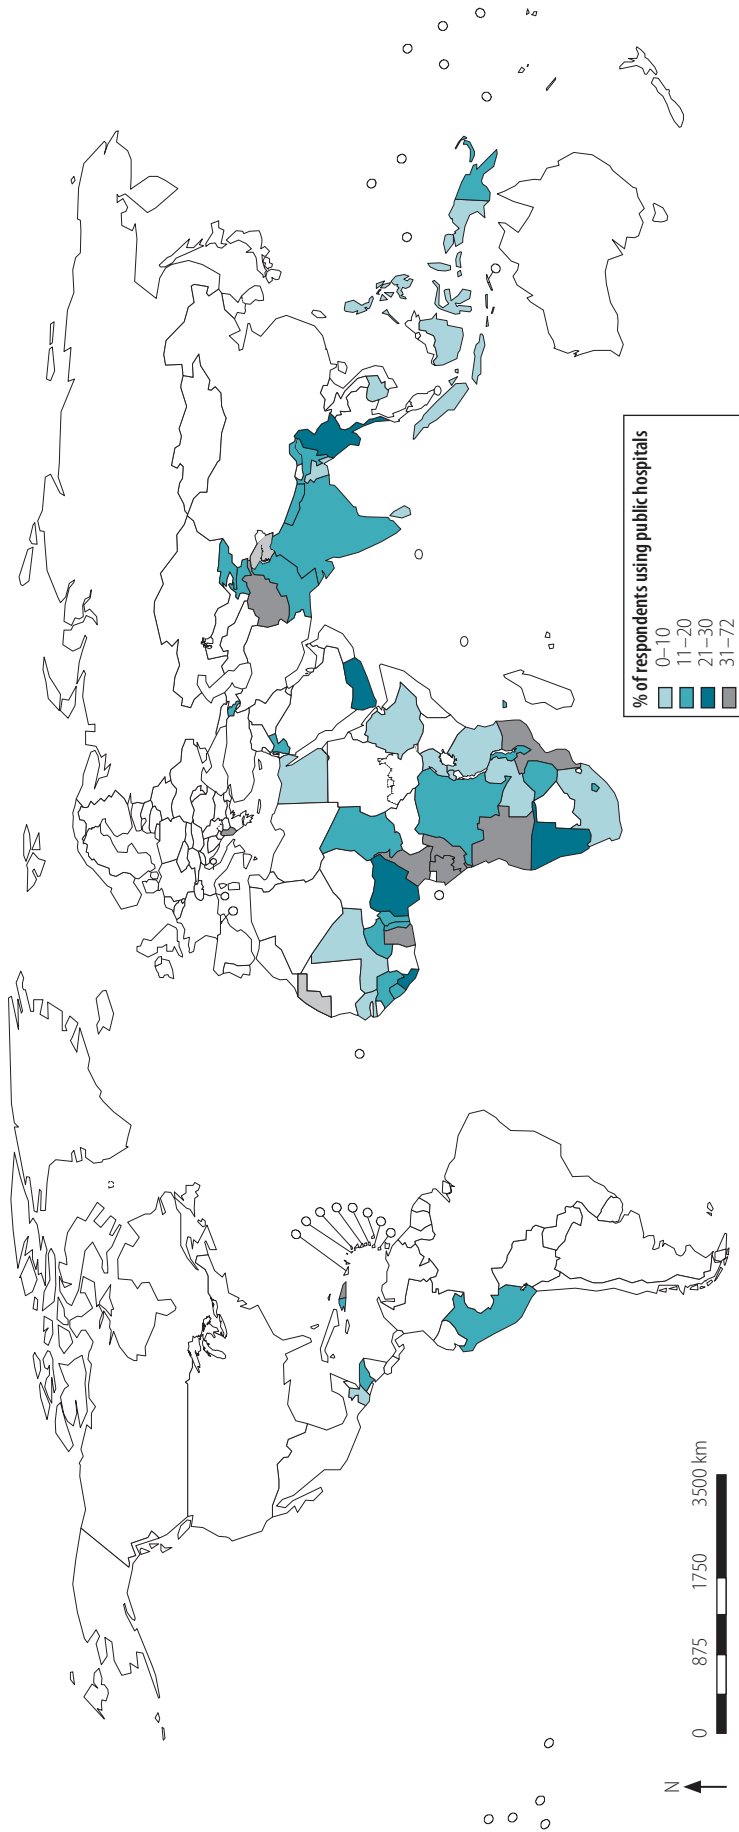 % of respondents using public hospitals
0–10
11–20
21–30
31–72
0 875 1750 3500 km
N